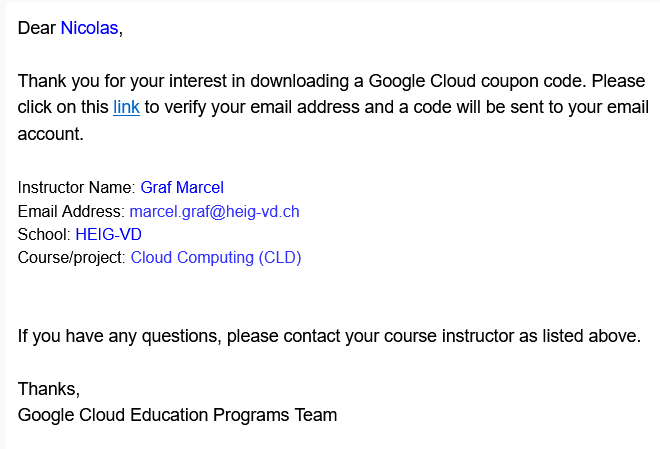 Dear Nicolas,
Thank you for your interest in downloading a Google Cloud coupon code. Please
click on this link to verify your email address and a code will be sent to your email
account.
Instructor Name: Graf Marcel
Email Address: marcel.graf@heig-vd.ch
School: HEIG-VD
Course/project: Cloud Computing (CLD)
If you have any questions, please contact your course instructor as listed above.
Thanks,
Google Cloud Education Programs Team